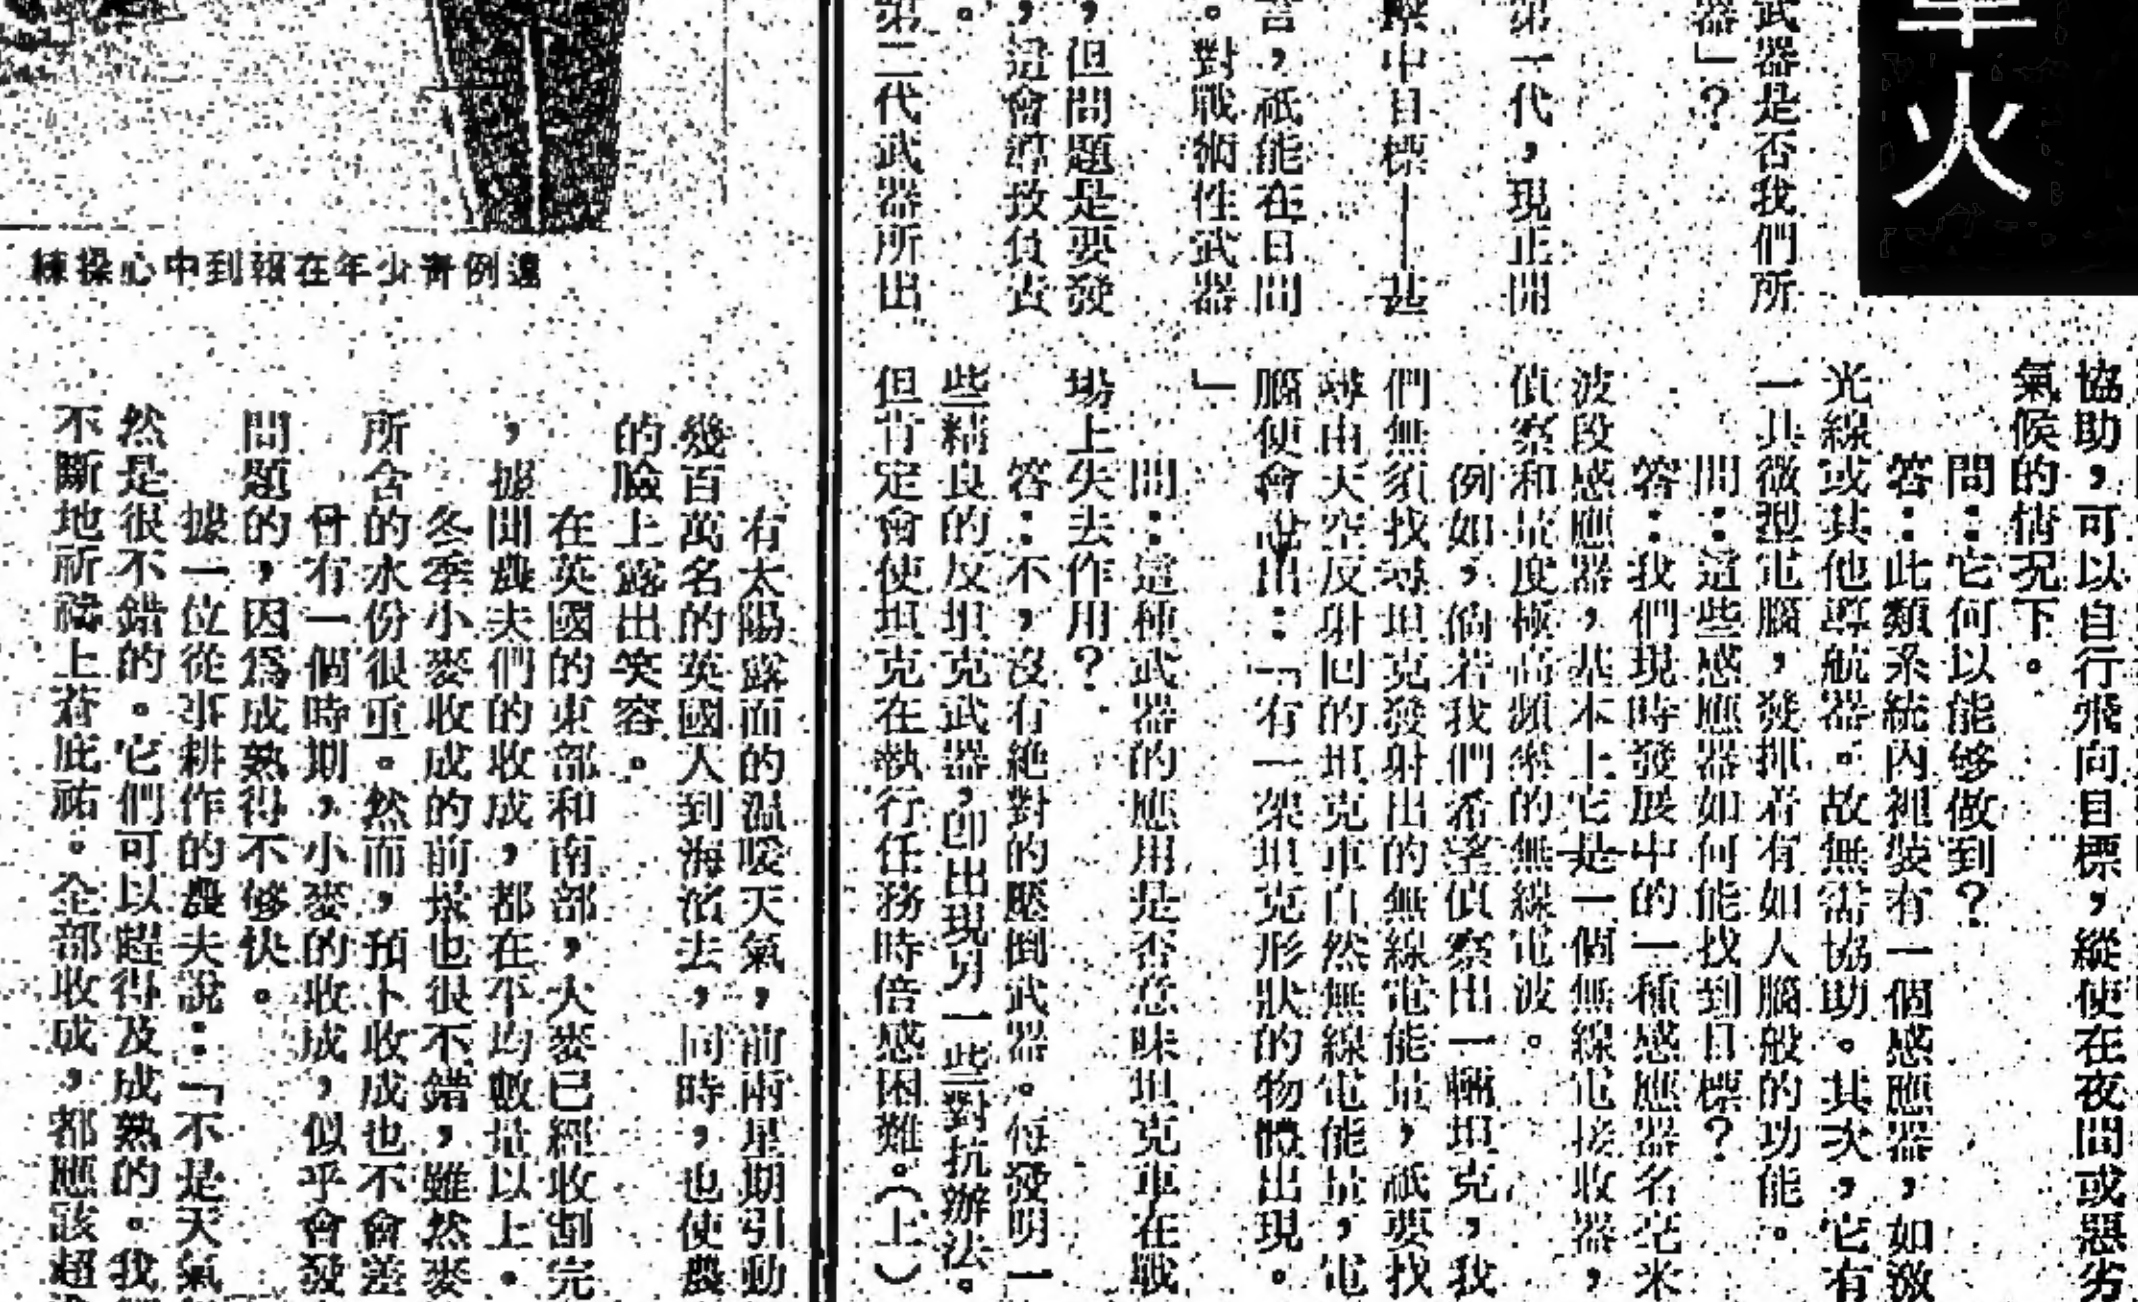 火
武器是否我們所
器」？
第一代，現正開
中目標——甚
言，祇能在日間
。對戰術性武器
，但問題是要發
，這會導致負責
。
第二代武器所出
協助，可以自行飛向目標，縱使在夜間或惡劣
氣候的情況下。
問：它何以能够做到？
答：此類系統內裡裝有一個感應器，如激
光線或其他導航器。故無需協助。其次，它有
一具微型電腦，發揮着有如人腦般的功能。
問：這些感應器如何能找到目標？
答：我們現時發展中的一種感應器名亳米
波段感應器，基本上它是一個無線電接收器，
偵察和量度極高頻率的無線電波。
例如，倘若我們希望偵察出一輛坦克，我
們無須找尋坦克發射出的無線電能量，祇要找
尋由天空反射回的坦克車自然無線電能量，電
腦便會說出：「有一架坦克形狀的物體出現。
」
問：這種武器的應用是否意味坦克車在戰
場上失去作用？
答：不，沒有絕對的壓倒武器。每發明一
些精良的反坦克武器，卽出現另一些對抗辦法。
但肯定會使坦克在執行任務時倍感困難。（上）
練操心中到報在年少青例違
有太陽露面的溫暖天氣，前兩星期引動
幾百萬名的英國人到海濱去，同時，也使農
的臉上露出笑容。
在英國的東部和南部，大麥已經收割完
，據聞農夫們的收成，都在平均數量以上。
冬季小麥收成的前景也很不錯，雖然麥
所含的水份很重。然而，預卜收成也不會差
曾有一個時期，小麥的收成，似乎會發
問題的，因爲成熟得不够快。
據一位從事耕作的農夫說：「不是天氣
然是很不錯的。它們可以趕得及成熟的。我
不斷地祈禱上蒼庇祐。全部收成，都應該超